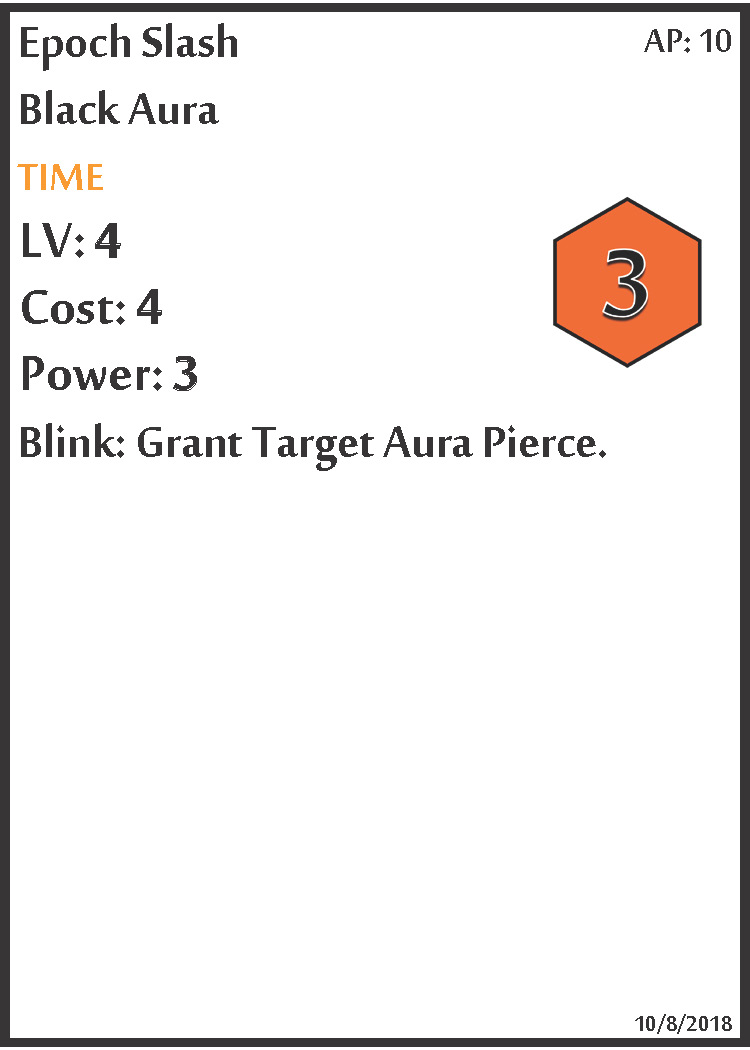 Epoch Slash
AP: 10
Black Aura
TIME
LV: 4
Cost: 4
3
Power: 3
Blink: Grant Target Aura Pierce.
10/8/2018